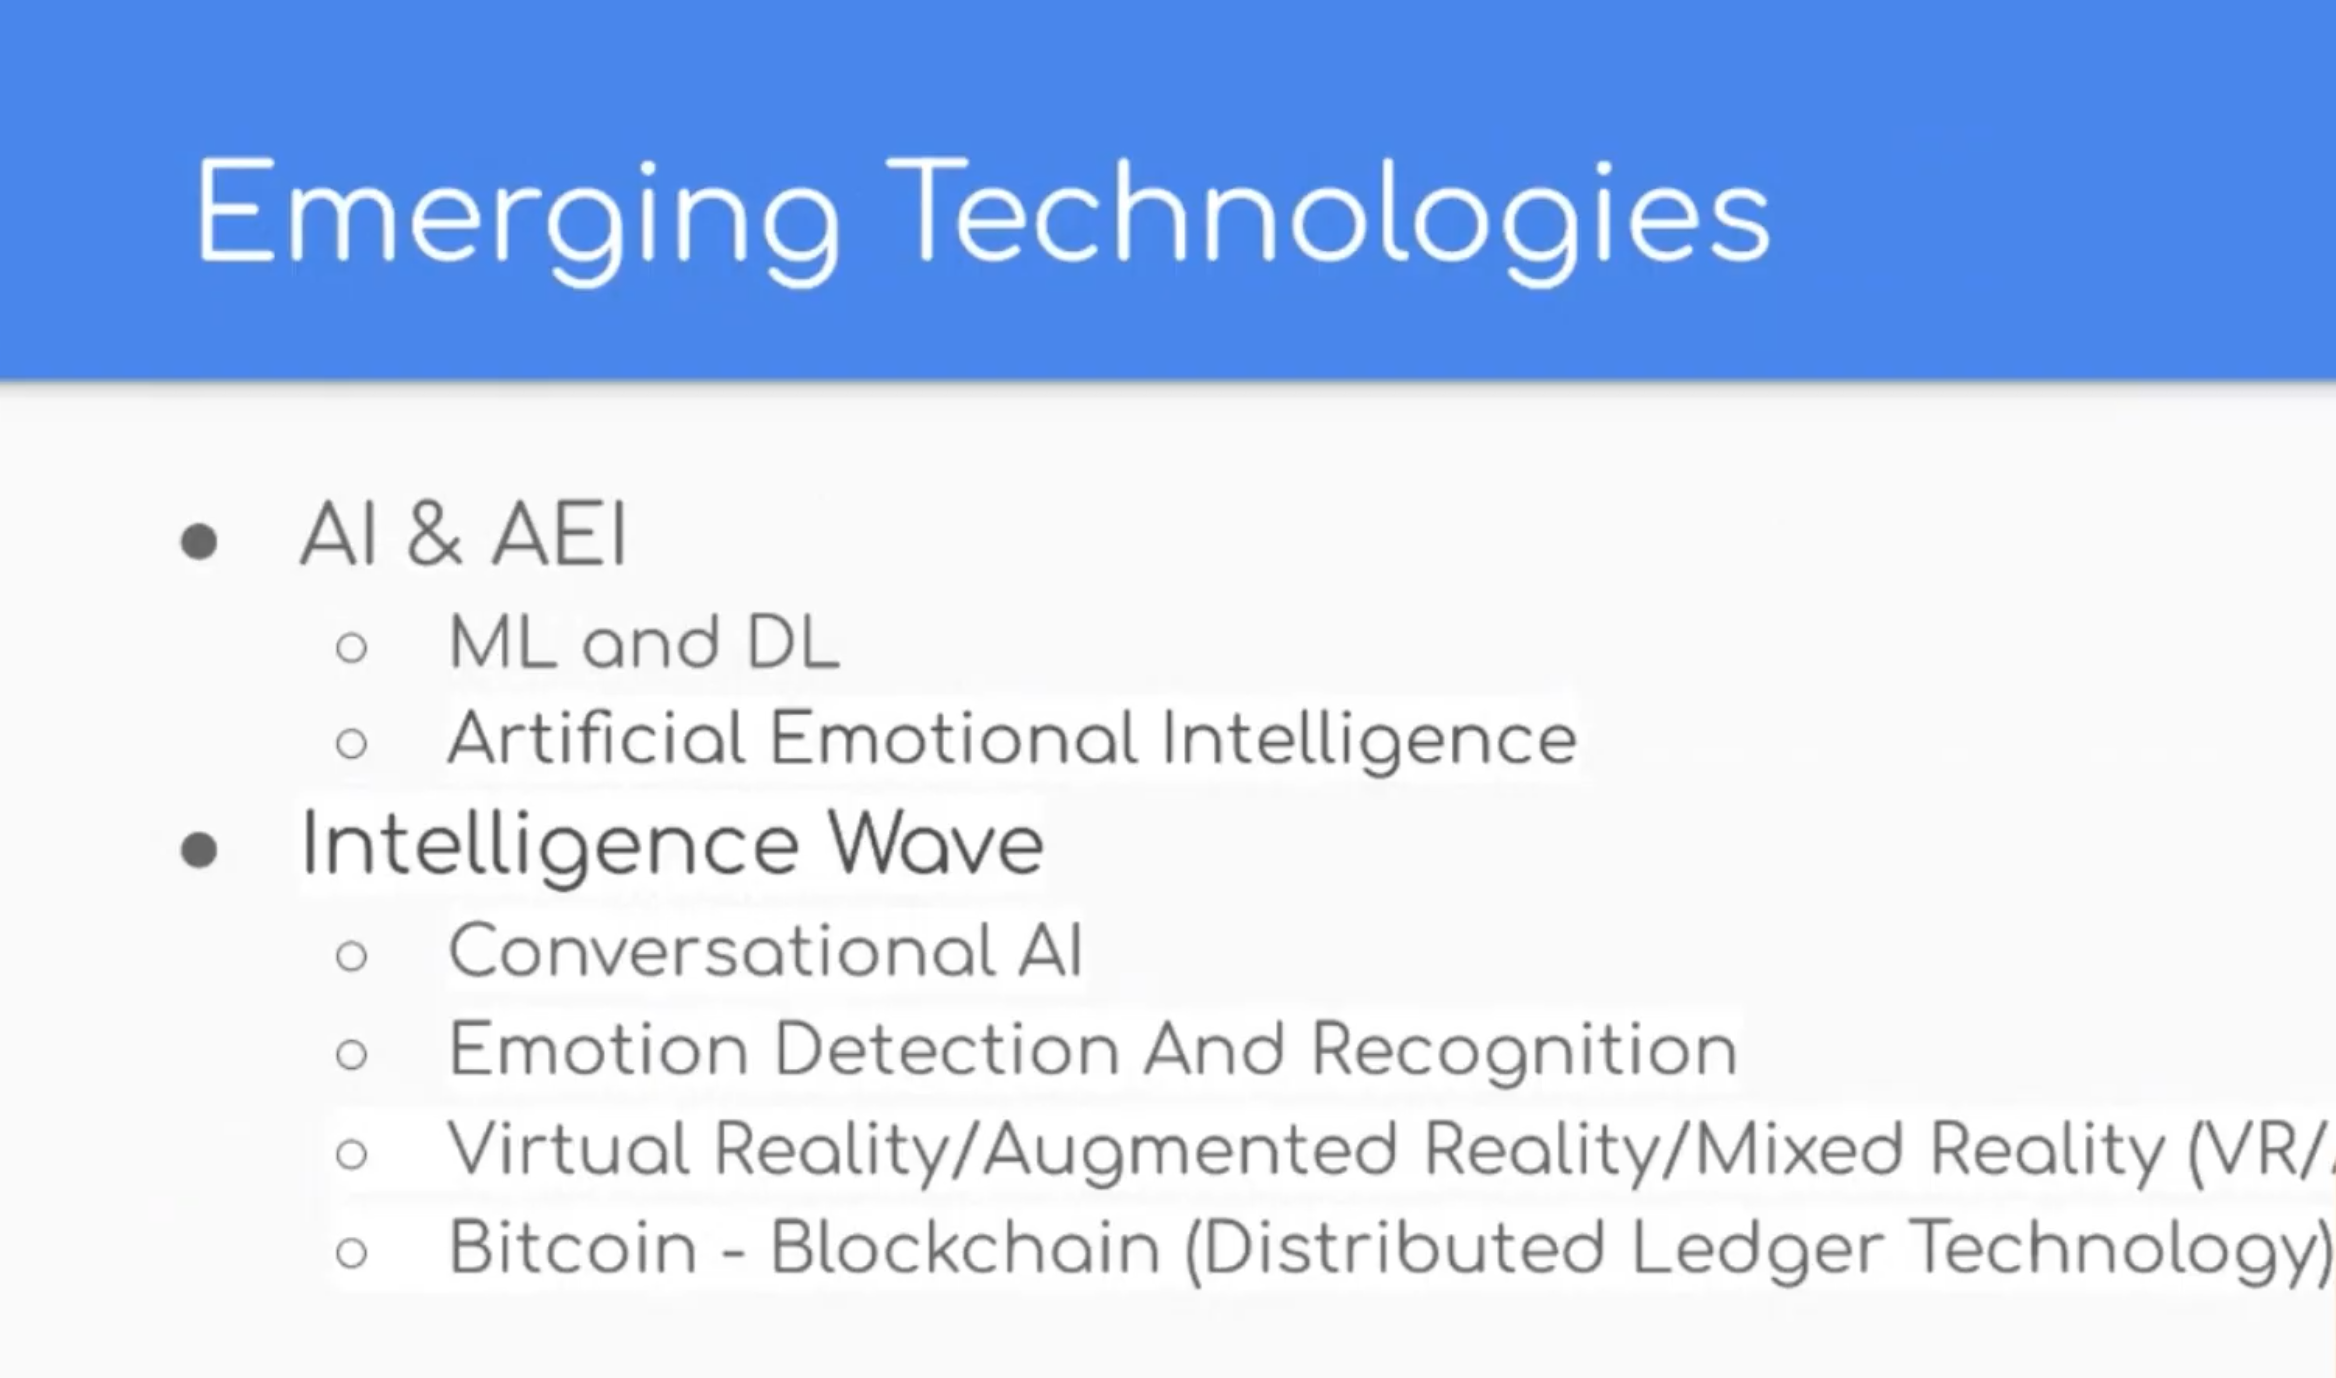 Emerging Technologies
● AI & AEI
○ ML and DL
○ Artificial Emotional Intelligence
● Intelligence Wave
○ Conversational AI
○ Emotion Detection And Recognition
○ Virtual Reality/Augmented Reality/Mixed Reality (VR/
○ Bitcoin - Blockchain (Distributed Ledger Technology)